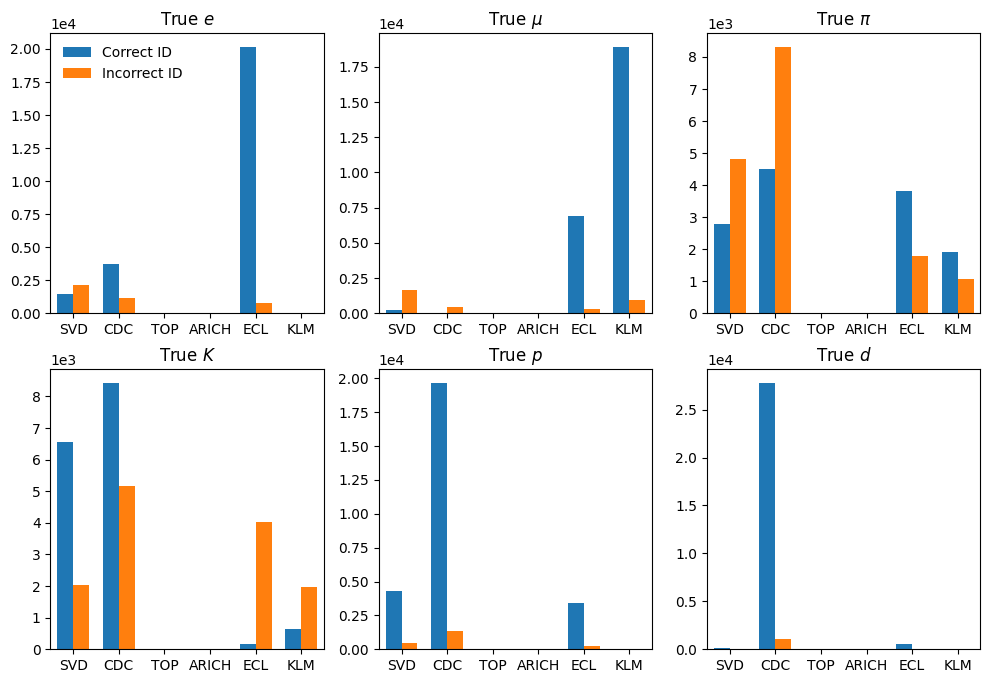 True e
1e4
2.00
1.75
1.50
1.25
1.00
0.75
0.50
0.25
0.00
Correct ID
Incorrect ID
SVD CDC TOP ARICH ECL KLM
True μ
1e4
1.75
1.50
1.25
1.00
0.75
0.50
0.25
0.00
SVD CDC TOP ARICH ECL KLM
True π
1e3
8
7
6
5
4
3
2
1
0
SVD CDC TOP ARICH ECL KLM
True K
1e3
8
7
6
5
4
3
2
1
0
SVD CDC TOP ARICH ECL KLM
True p
1e4
2.00
1.75
1.50
1.25
1.00
0.75
0.50
0.25
0.00
SVD CDC TOP ARICH ECL KLM
True d
1e4
2.5
2.0
1.5
1.0
0.5
0.0
SVD CDC TOP ARICH ECL KLM